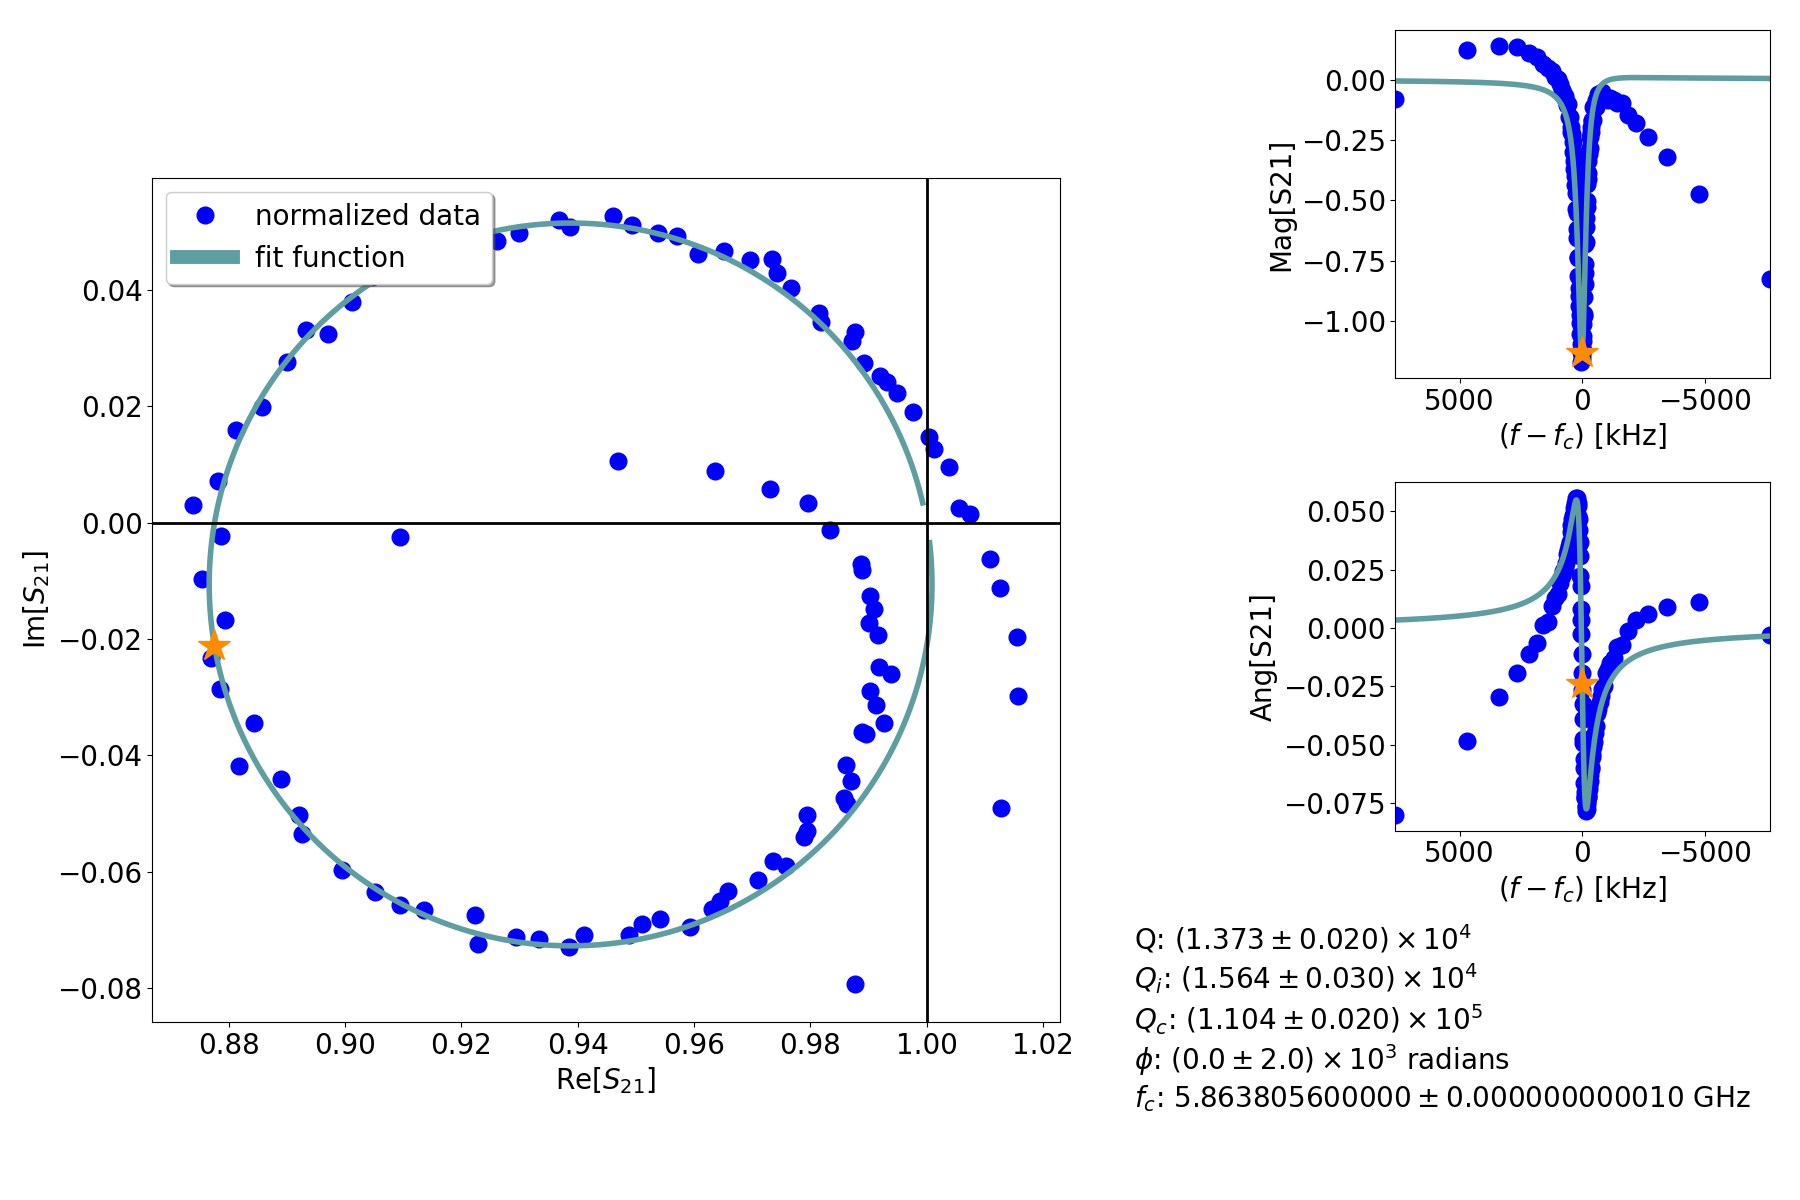 normalized data
fit function
0.04
0.02
0.00
−0.02
−0.04
−0.06
−0.08
Im[S₂₁]
0.88 0.90 0.92 0.94 0.96 0.98 1.00 1.02
Re[S₂₁]
0.00
−0.25
−0.50
−0.75
−1.00
Mag[S21]
5000 0 −5000
(f − f_c) [kHz]
0.050
0.025
0.000
−0.025
−0.050
−0.075
Ang[S21]
5000 0 −5000
(f − f_c) [kHz]
Q: (1.373 ± 0.020) × 10⁴
Q_i: (1.564 ± 0.030) × 10⁴
Q_c: (1.104 ± 0.020) × 10⁵
ϕ: (0.0 ± 2.0) × 10³ radians
f_c: 5.863805600000 ± 0.000000000010 GHz